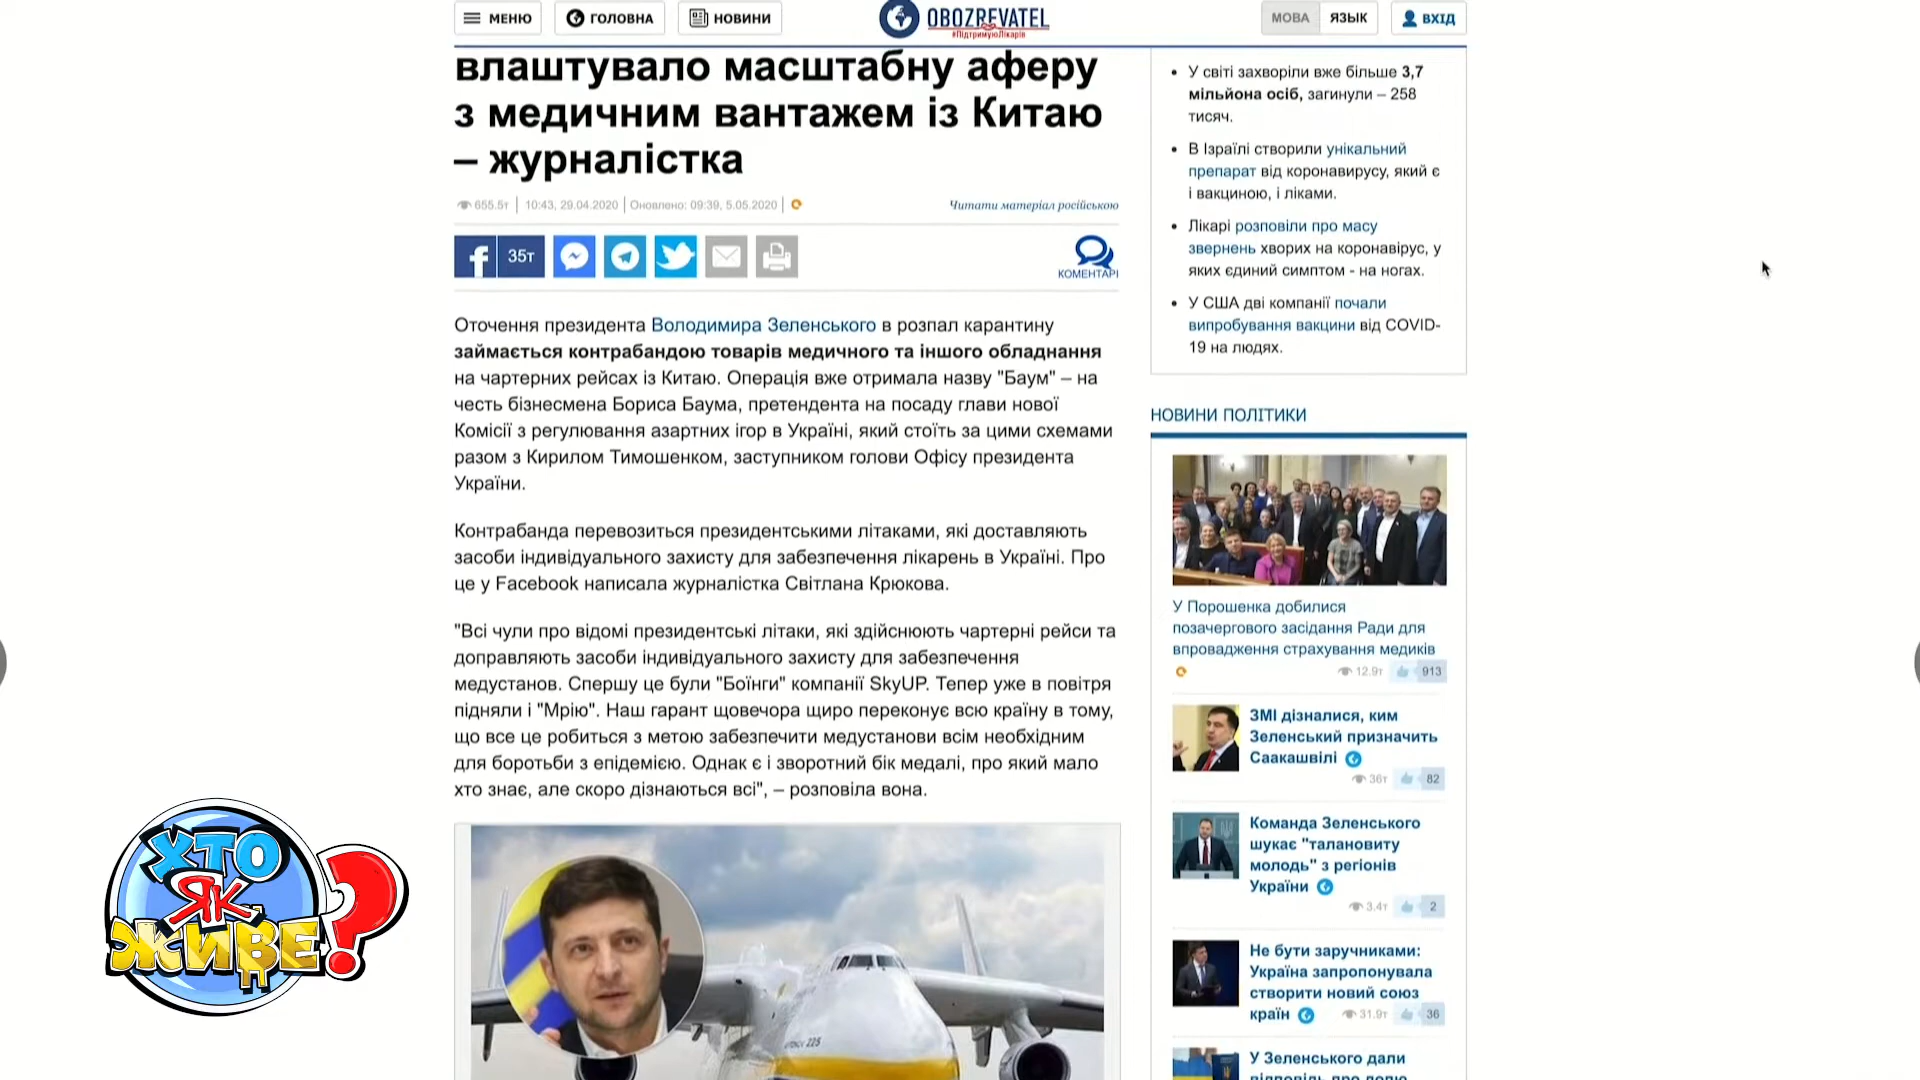 МЕНЮ
ГОЛОВНА
НОВИНИ
OBOZREVATEL
#ПідтримуюЛікарів
МОВА
ЯЗЫК
ВХІД
влаштувало масштабну аферу
з медичним вантажем із Китаю
– журналістка
655.5т | 10:43, 29.04.2020 | Оновлено: 09:39, 5.05.2020 |
Читати матеріал російською
35т
КОМЕНТАРІ
Оточення президента Володимира Зеленського в розпал карантину
займається контрабандою товарів медичного та іншого обладнання
на чартерних рейсах із Китаю. Операція вже отримала назву "Баум" – на
честь бізнесмена Бориса Баума, претендента на посаду глави нової
Комісії з регулювання азартних ігор в Україні, який стоїть за цими схемами
разом з Кирилом Тимошенком, заступником голови Офісу президента
України.
Контрабанда перевозиться президентськими літаками, які доставляють
засоби індивідуального захисту для забезпечення лікарень в Україні. Про
це у Facebook написала журналістка Світлана Крюкова.
"Всі чули про відомі президентські літаки, які здійснюють чартерні рейси та
доправляють засоби індивідуального захисту для забезпечення
медустанов. Спершу це були "Боїнги" компанії SkyUP. Тепер уже в повітря
підняли і "Мрію". Наш гарант щовечора щиро переконує всю країну в тому,
що все це робиться з метою забезпечити медустанови всім необхідним
для боротьби з епідемією. Однак є і зворотний бік медалі, про який мало
хто знає, але скоро дізнаються всі", – розповіла вона.
225
У світі захворіли вже більше 3,7
мільйона осіб, загинули – 258
тисяч.
В Ізраїлі створили унікальний
препарат від коронавирусу, який є
і вакциною, і ліками.
Лікарі розповіли про масу
звернень хворих на коронавірус, у
яких єдиний симптом - на ногах.
У США дві компанії почали
випробування вакцини від COVID-
19 на людях.
НОВИНИ ПОЛІТИКИ
У Порошенка добилися
позачергового засідання Ради для
впровадження страхування медиків
12.9т 913
ЗМІ дізналися, ким
Зеленський призначить
Саакашвілі
36т 82
Команда Зеленського
шукає "талановиту
молодь" з регіонів
України
3.4т 2
Не бути заручниками:
Україна запропонувала
створити новий союз
країн
31.9т 36
У Зеленського дали
ХТО
ЯК
ЖИВЕ?